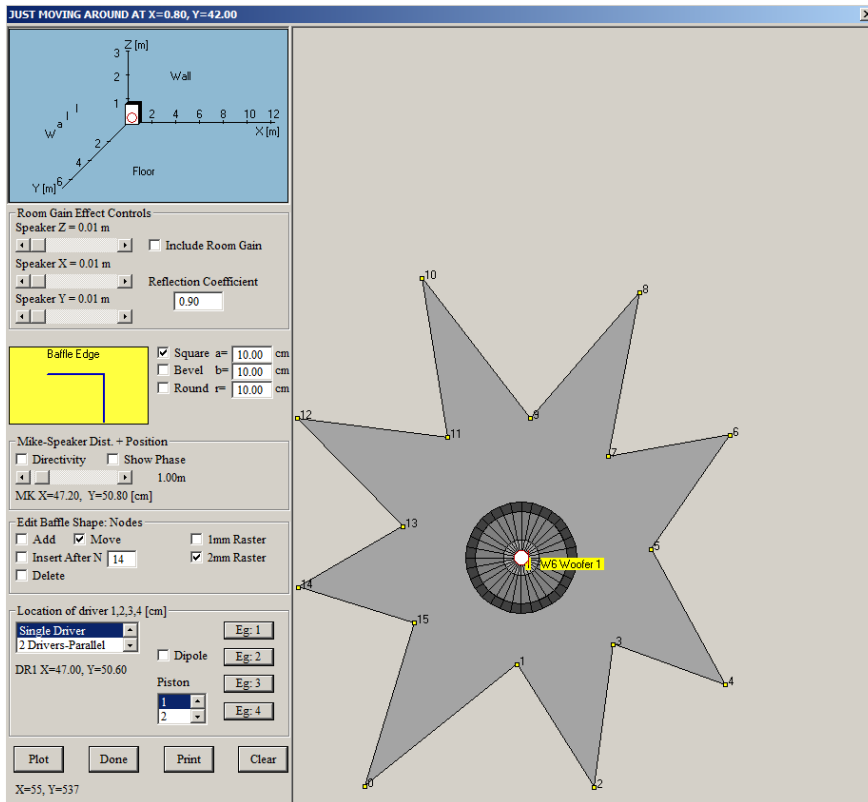 JUST MOVING AROUND AT X=0.80, Y=42.00
Z [m]
3
2
1
Wall
W a l l
2 4 6 8 10 12
X [m]
2
4
6
Y [m]
Floor
Room Gain Effect Controls
Speaker Z = 0.01 m
Include Room Gain
Speaker X = 0.01 m
Reflection Coefficient
0.90
Speaker Y = 0.01 m
Baffle Edge
Square a= 10.00 cm
Bevel b= 10.00 cm
Round r= 10.00 cm
Mike-Speaker Dist. + Position
Directivity Show Phase
1.00m
MK X=47.20, Y=50.80 [cm]
Edit Baffle Shape: Nodes
Add Move 1mm Raster
Insert After N 14 2mm Raster
Delete
Location of driver 1,2,3,4 [cm]
Single Driver
2 Drivers-Parallel
Eg: 1
Dipole Eg: 2
DR1 X=47.00, Y=50.60
Piston Eg: 3
1
2
Eg: 4
Plot Done Print Clear
X=55, Y=537
10
8
12
9
11
6
7
13
5
W6 Woofer 1
14
15
3
1
4
0
2